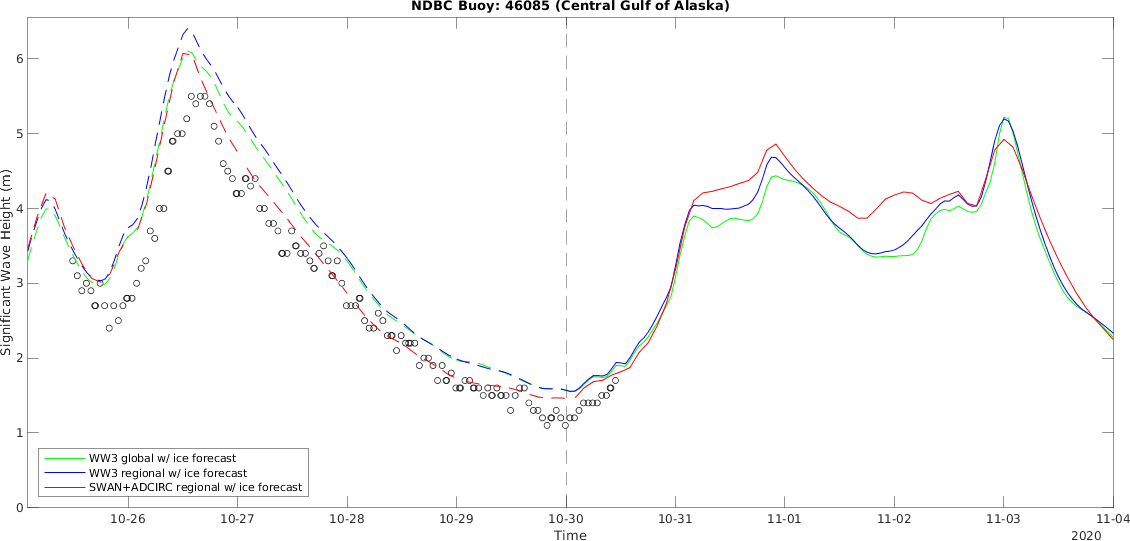 NDBC Buoy: 46085 (Central Gulf of Alaska)
Significant Wave Height (m)
6
5
4
3
2
1
0
WW3 global w/ ice forecast
WW3 regional w/ ice forecast
SWAN+ADCIRC regional w/ ice forecast
10-26 10-27 10-28 10-29 10-30 10-31 11-01 11-02 11-03 11-04
Time
2020